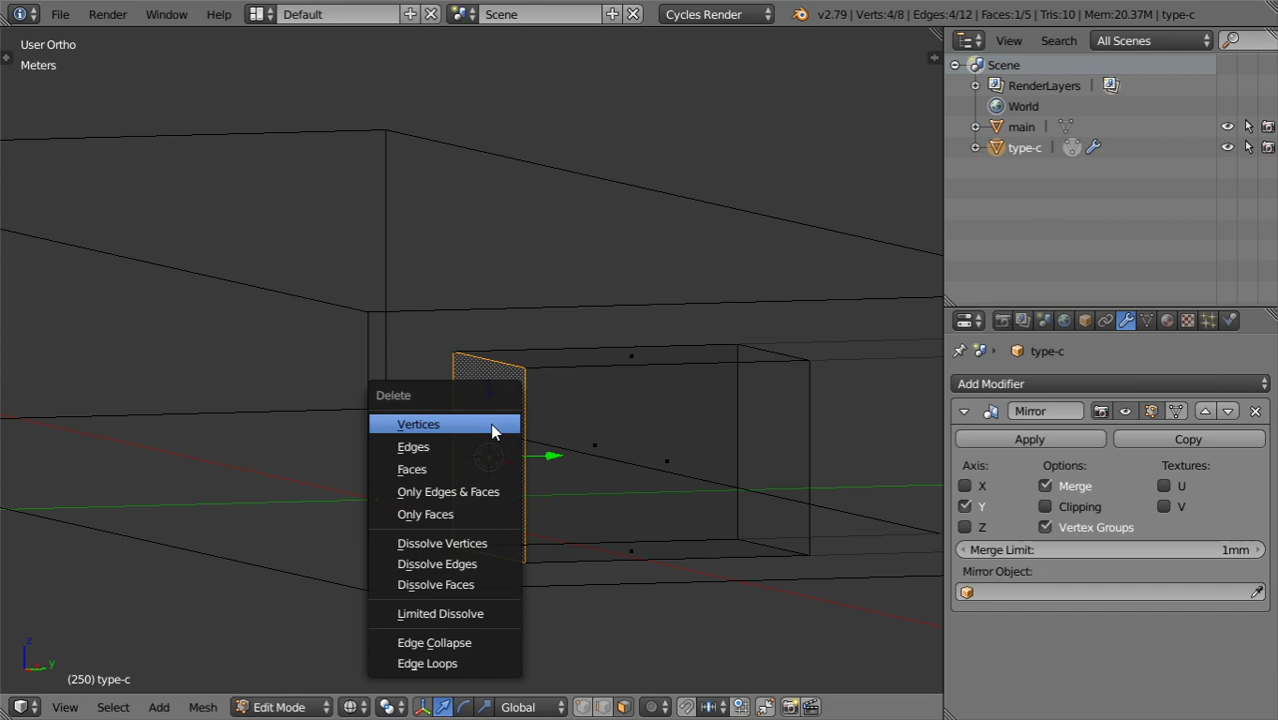 File Render Window Help Default Scene Cycles Render v2.79 | Verts:4/8 | Edges:4/12 | Faces:1/5 | Tris:10 | Mem:20.37M | type-c
User Ortho
Meters
View Search All Scenes
Scene
RenderLayers
World
main
type-c
type-c
Add Modifier
Mirror
Apply Copy
Axis: Options: Textures:
X Merge U
Y Clipping V
Z Vertex Groups
Merge Limit: 1mm
Mirror Object:
Delete
Vertices
Edges
Faces
Only Edges & Faces
Only Faces
Dissolve Vertices
Dissolve Edges
Dissolve Faces
Limited Dissolve
Edge Collapse
Edge Loops
z
y
(250) type-c
View Select Add Mesh Edit Mode Global